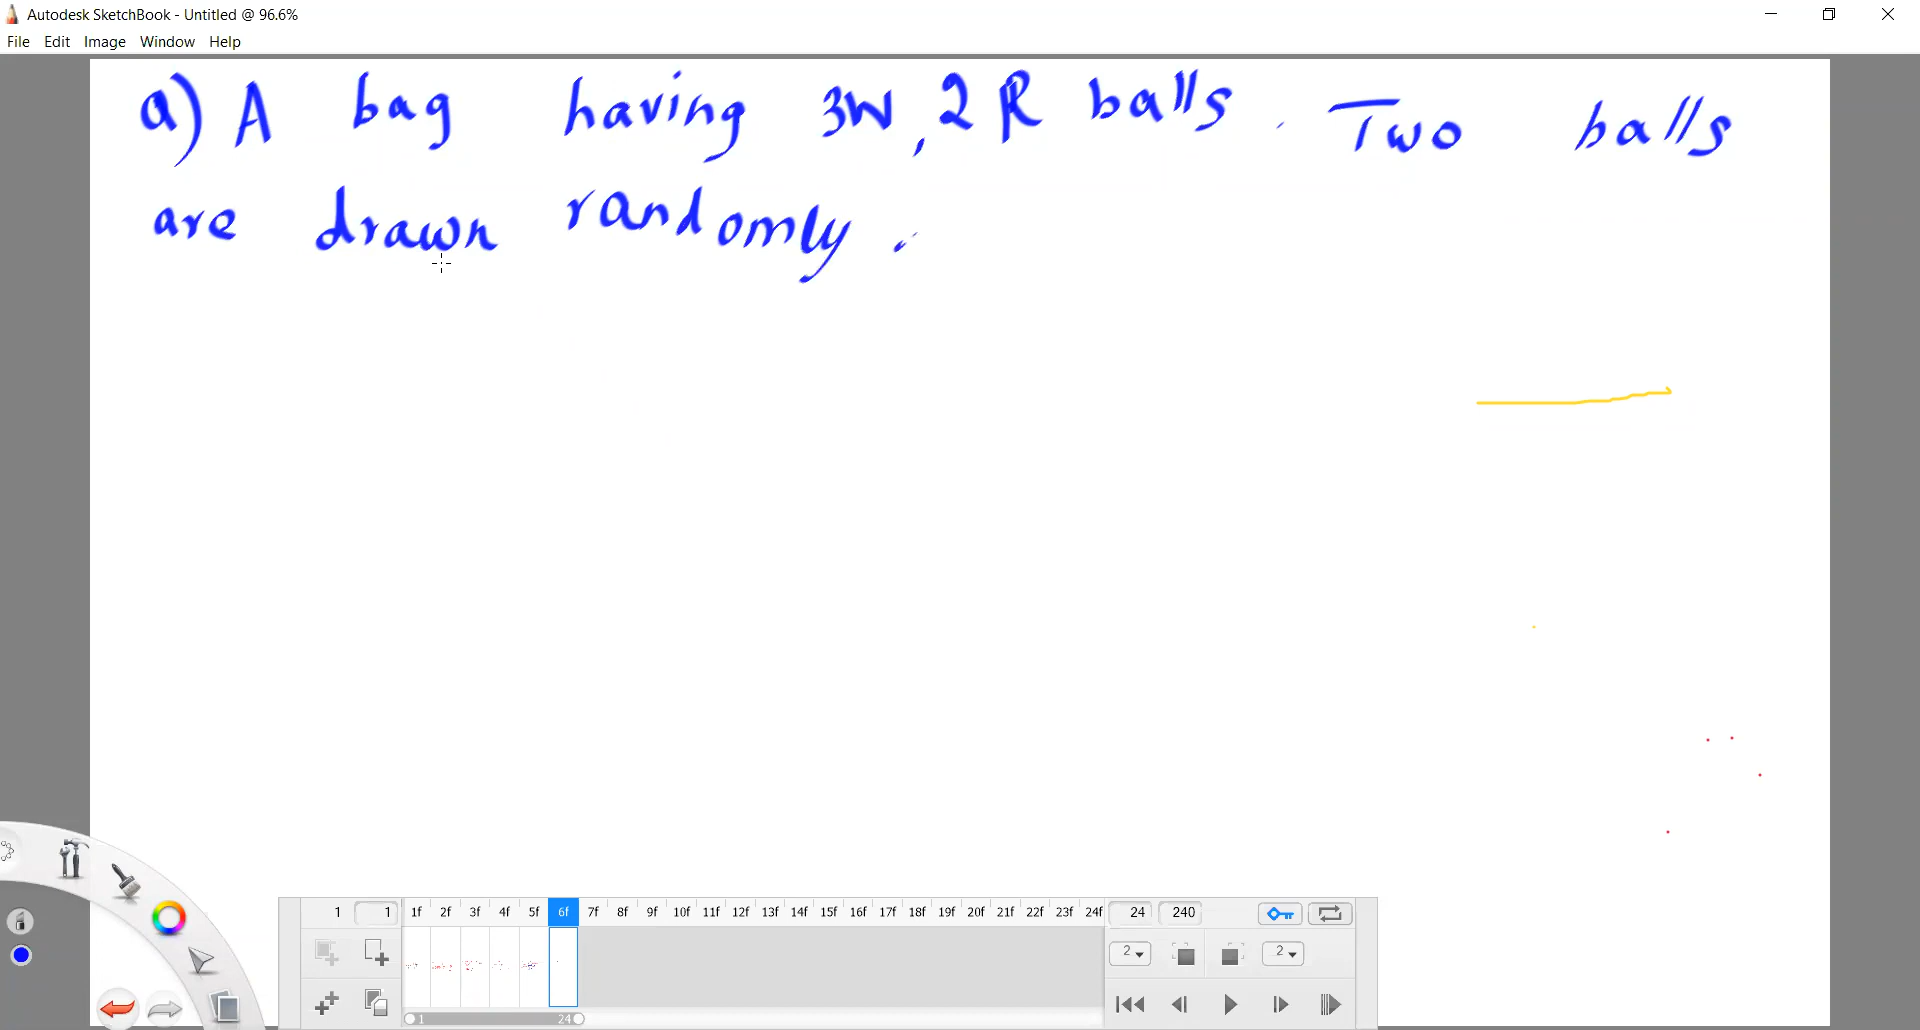 Autodesk SketchBook - Untitled @ 96.6%
File Edit Image Window Help
a) A bag having 3W, 2R balls. Two balls
are drawn randomly.
1 1 1f 2f 3f 4f 5f 6f 7f 8f 9f 10f 11f 12f 13f 14f 15f 16f 17f 18f 19f 20f 21f 22f 23f 24f 24 240
2 2
1 24